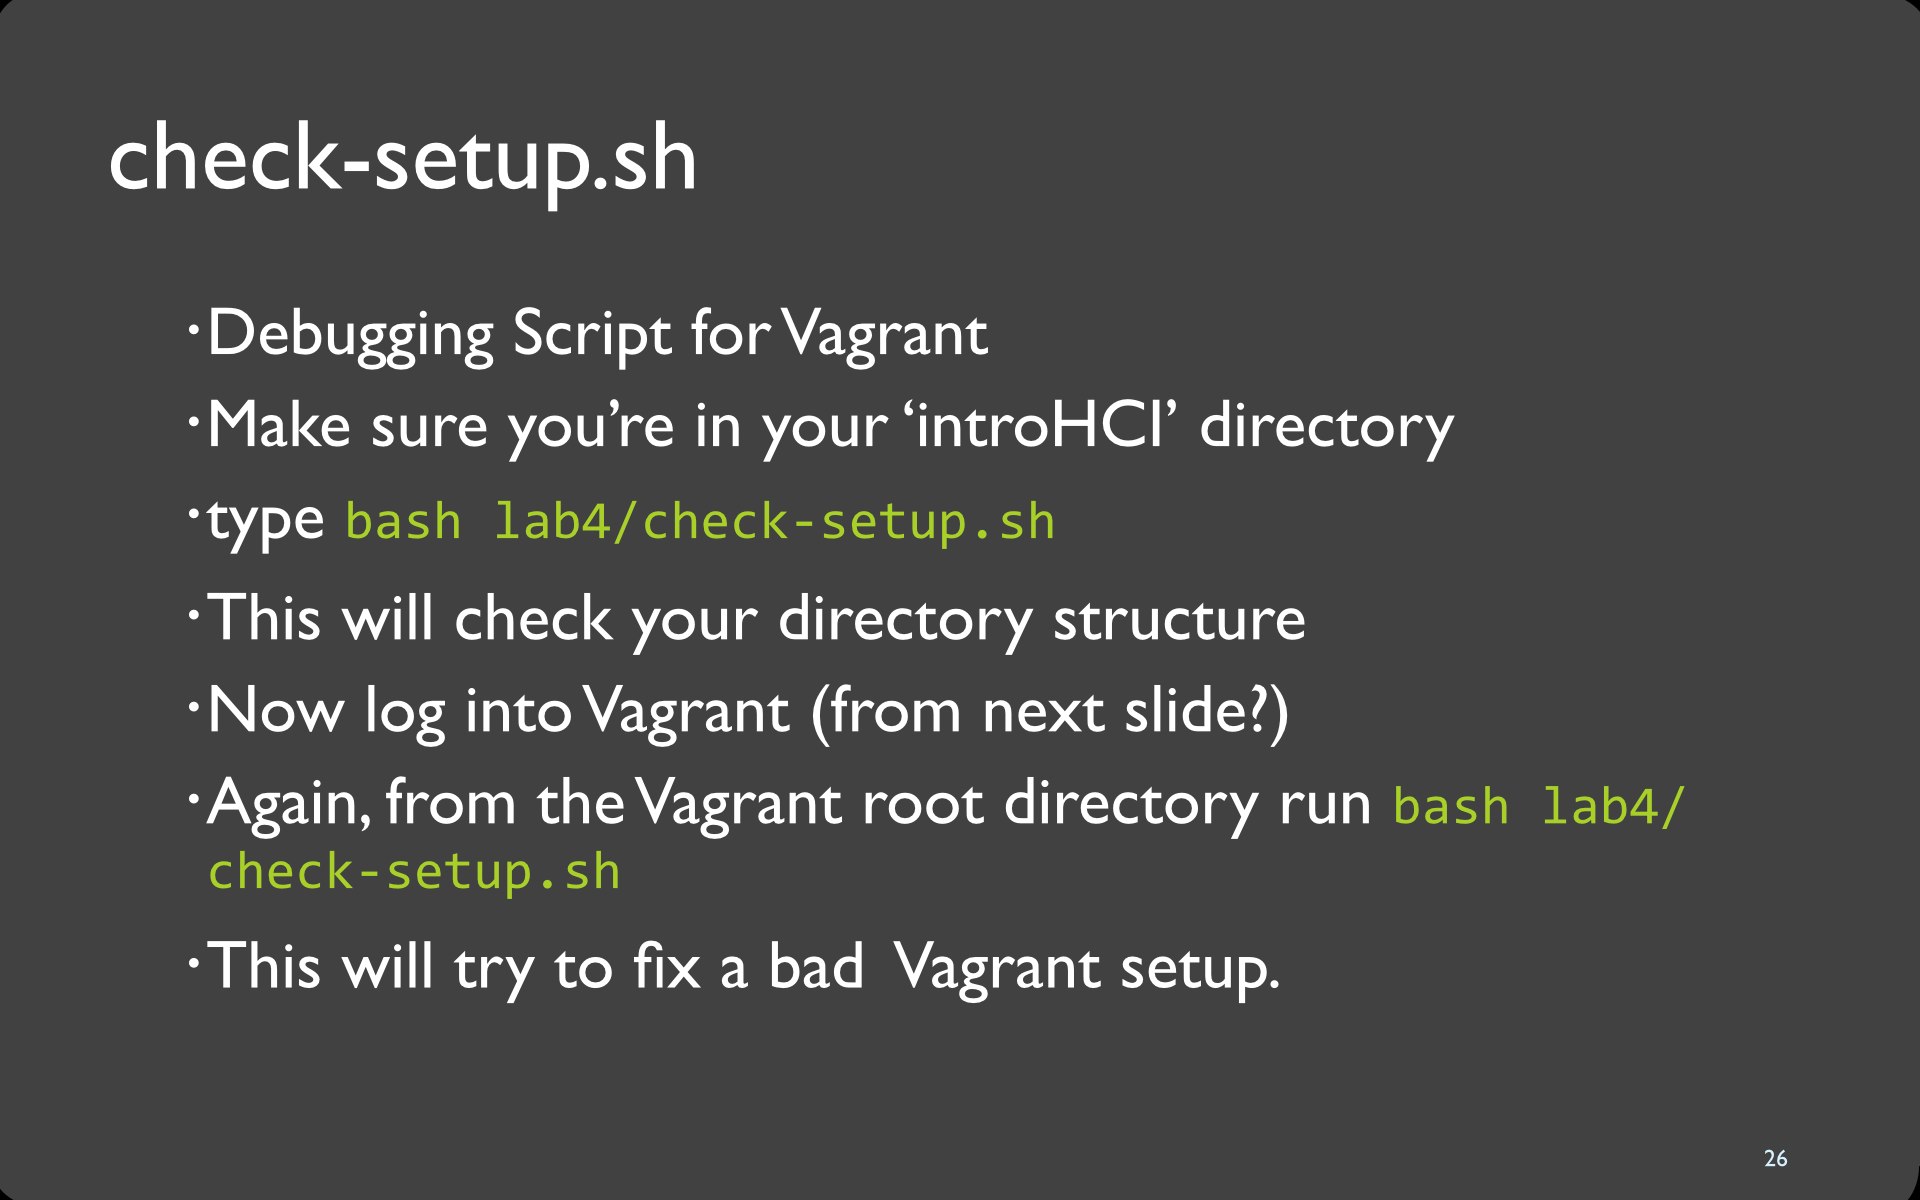 check-setup.sh
·Debugging Script for Vagrant
·Make sure you’re in your ‘introHCI’ directory
·type bash lab4/check-setup.sh
·This will check your directory structure
·Now log into Vagrant (from next slide?)
·Again, from the Vagrant root directory run bash lab4/
check-setup.sh
·This will try to fix a bad  Vagrant setup.
26